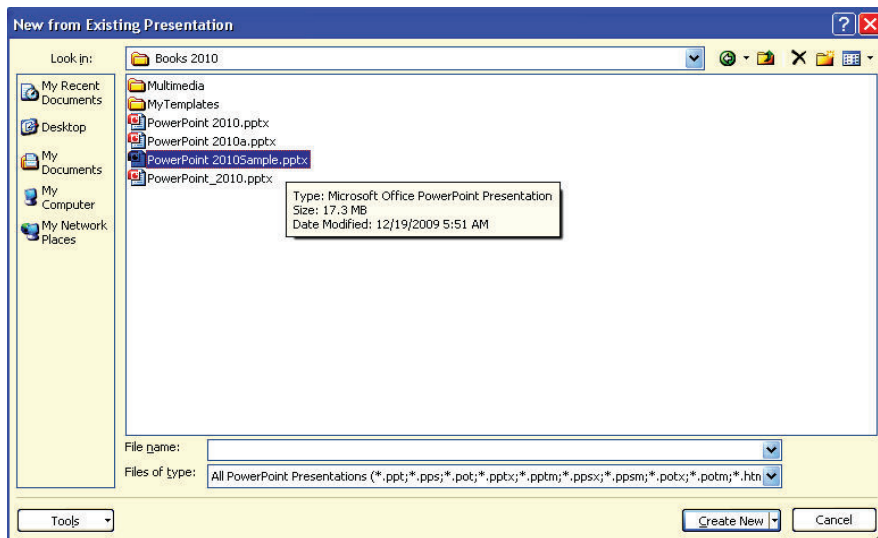 New from Existing Presentation
Look in:
Books 2010
My Recent
Documents
Desktop
My
Documents
My
Computer
My Network
Places
Multimedia
MyTemplates
PowerPoint 2010.pptx
PowerPoint 2010a.pptx
PowerPoint 2010Sample.pptx
PowerPoint_2010.pptx
Type: Microsoft Office PowerPoint Presentation
Size: 17.3 MB
Date Modified: 12/19/2009 5:51 AM
File name:
Files of type:
All PowerPoint Presentations (*.ppt;*.pps;*.pot;*.pptx;*.pptm;*.ppsx;*.ppsm;*.potx;*.potm;*.htn
Tools
Create New
Cancel